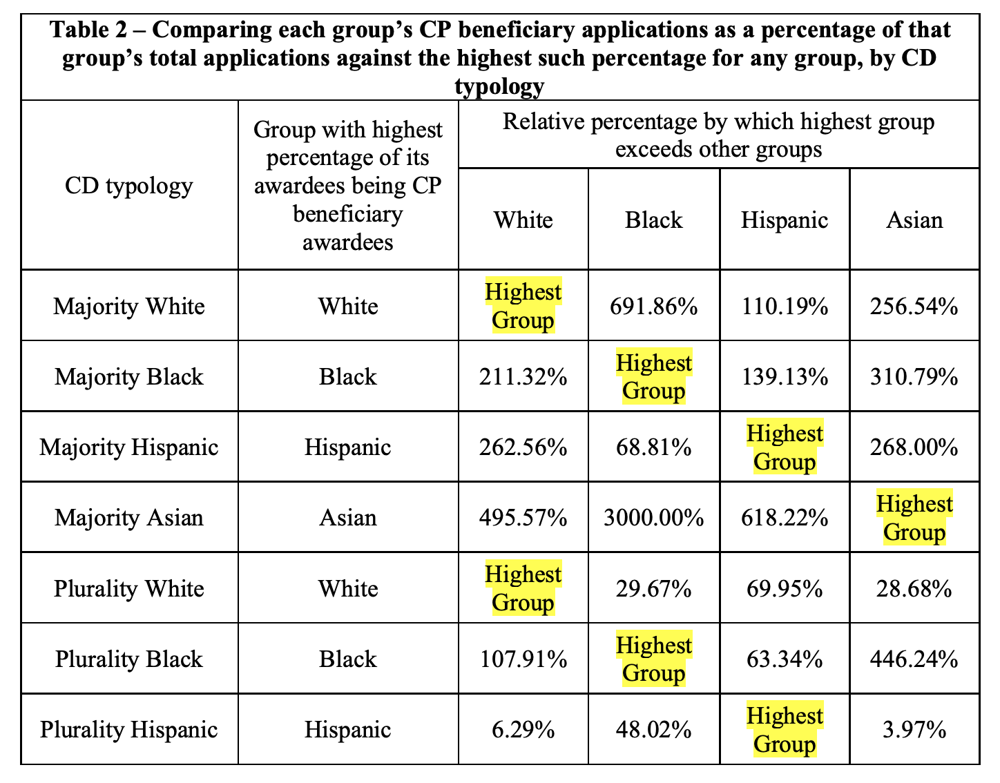 Table 2 – Comparing each group’s CP beneficiary applications as a percentage of that
group’s total applications against the highest such percentage for any group, by CD
typology
CD typology
Group with highest
percentage of its
awardees being CP
beneficiary
awardees
Relative percentage by which highest group
exceeds other groups
White
Black
Hispanic
Asian
Majority White
White
Highest
Group
691.86%
110.19%
256.54%
Majority Black
Black
211.32%
Highest
Group
139.13%
310.79%
Majority Hispanic
Hispanic
262.56%
68.81%
Highest
Group
268.00%
Majority Asian
Asian
495.57%
3000.00%
618.22%
Highest
Group
Plurality White
White
Highest
Group
29.67%
69.95%
28.68%
Plurality Black
Black
107.91%
Highest
Group
63.34%
446.24%
Plurality Hispanic
Hispanic
6.29%
48.02%
Highest
Group
3.97%